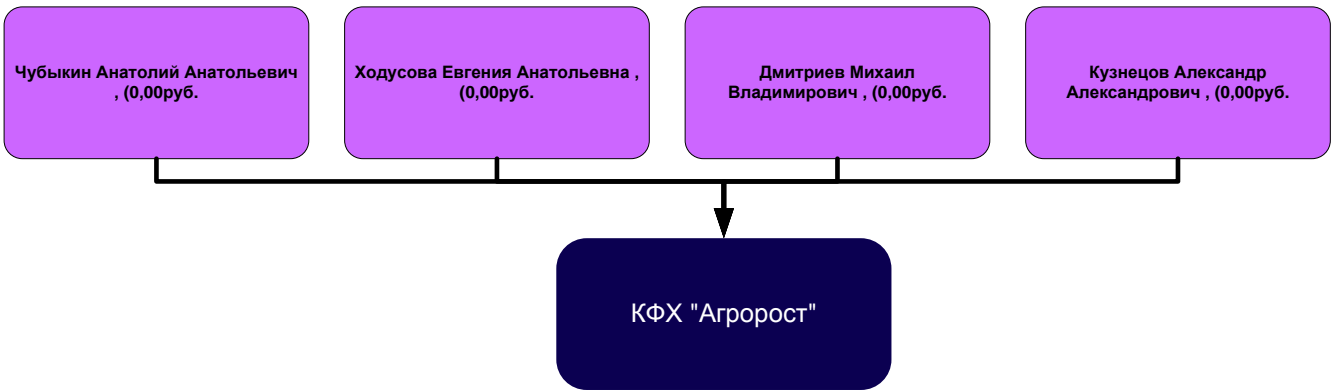 Чубыкин Анатолий Анатольевич
, (0,00руб.
Ходусова Евгения Анатольевна ,
(0,00руб.
Дмитриев Михаил
Владимирович , (0,00руб.
Кузнецов Александр
Александрович , (0,00руб.
КФХ "Агророст"